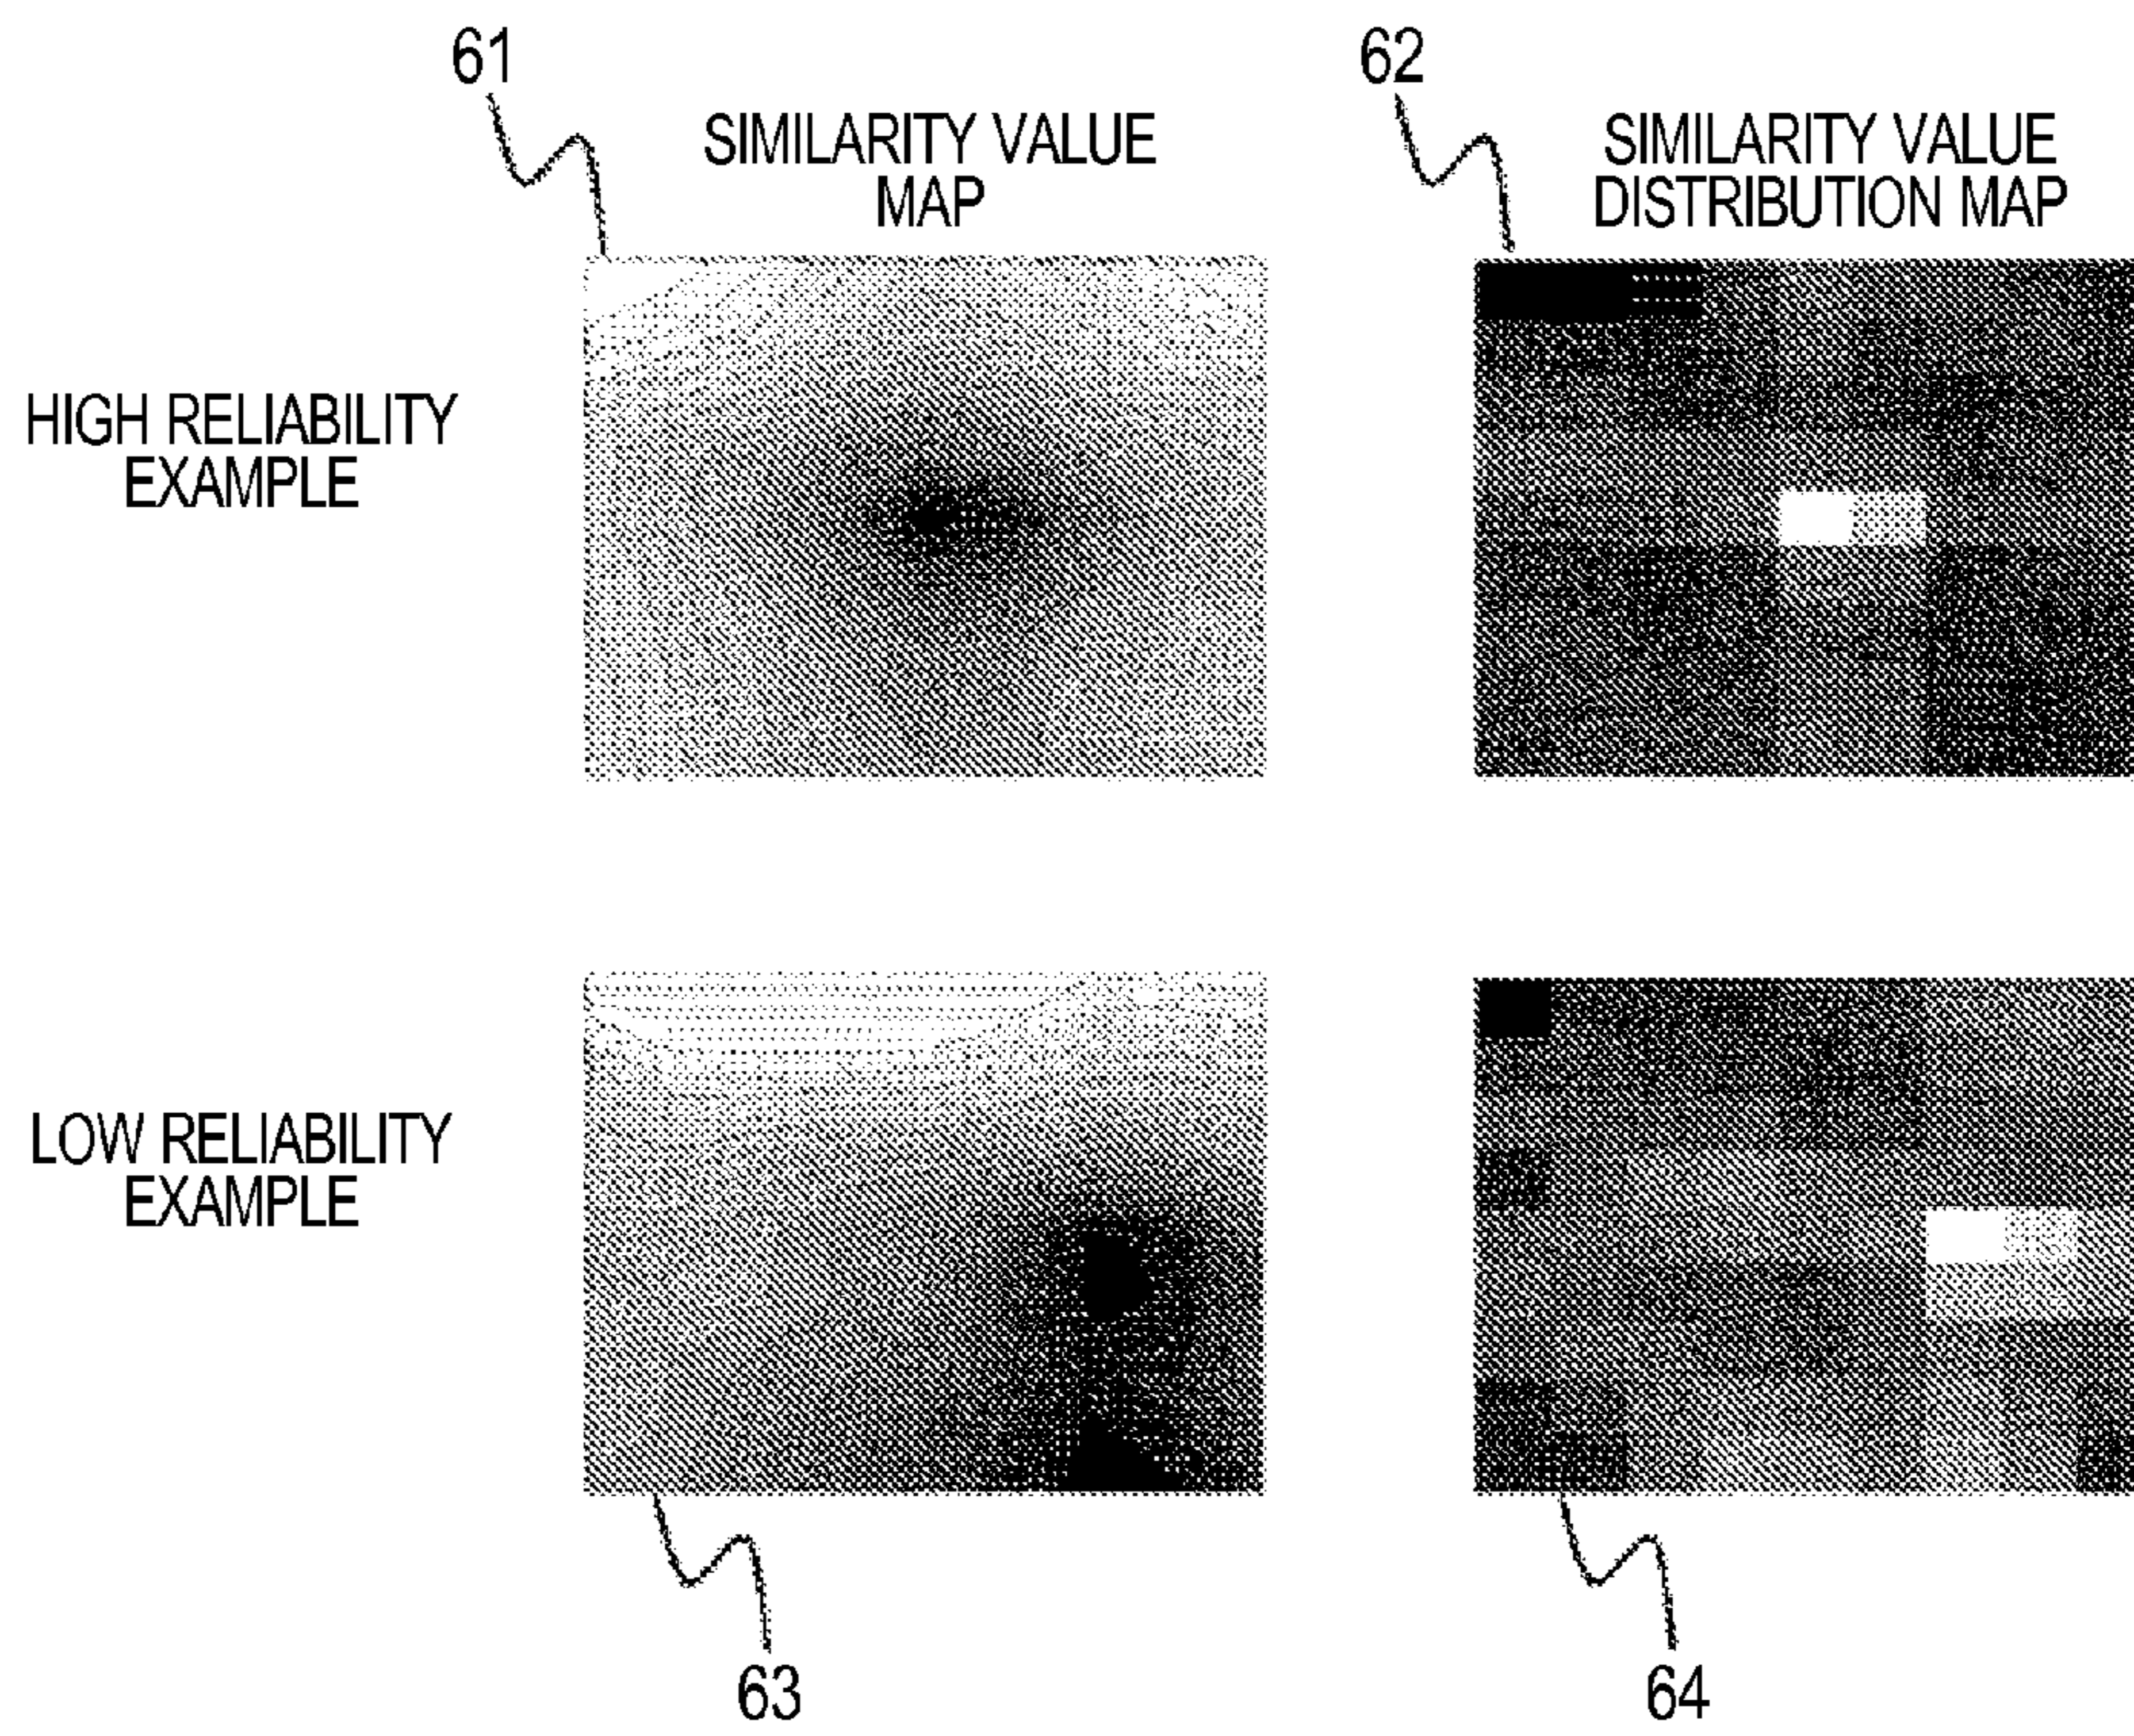 61
62
SIMILARITY VALUE
MAP
SIMILARITY VALUE
DISTRIBUTION MAP
HIGH RELIABILITY
EXAMPLE
LOW RELIABILITY
EXAMPLE
63
64